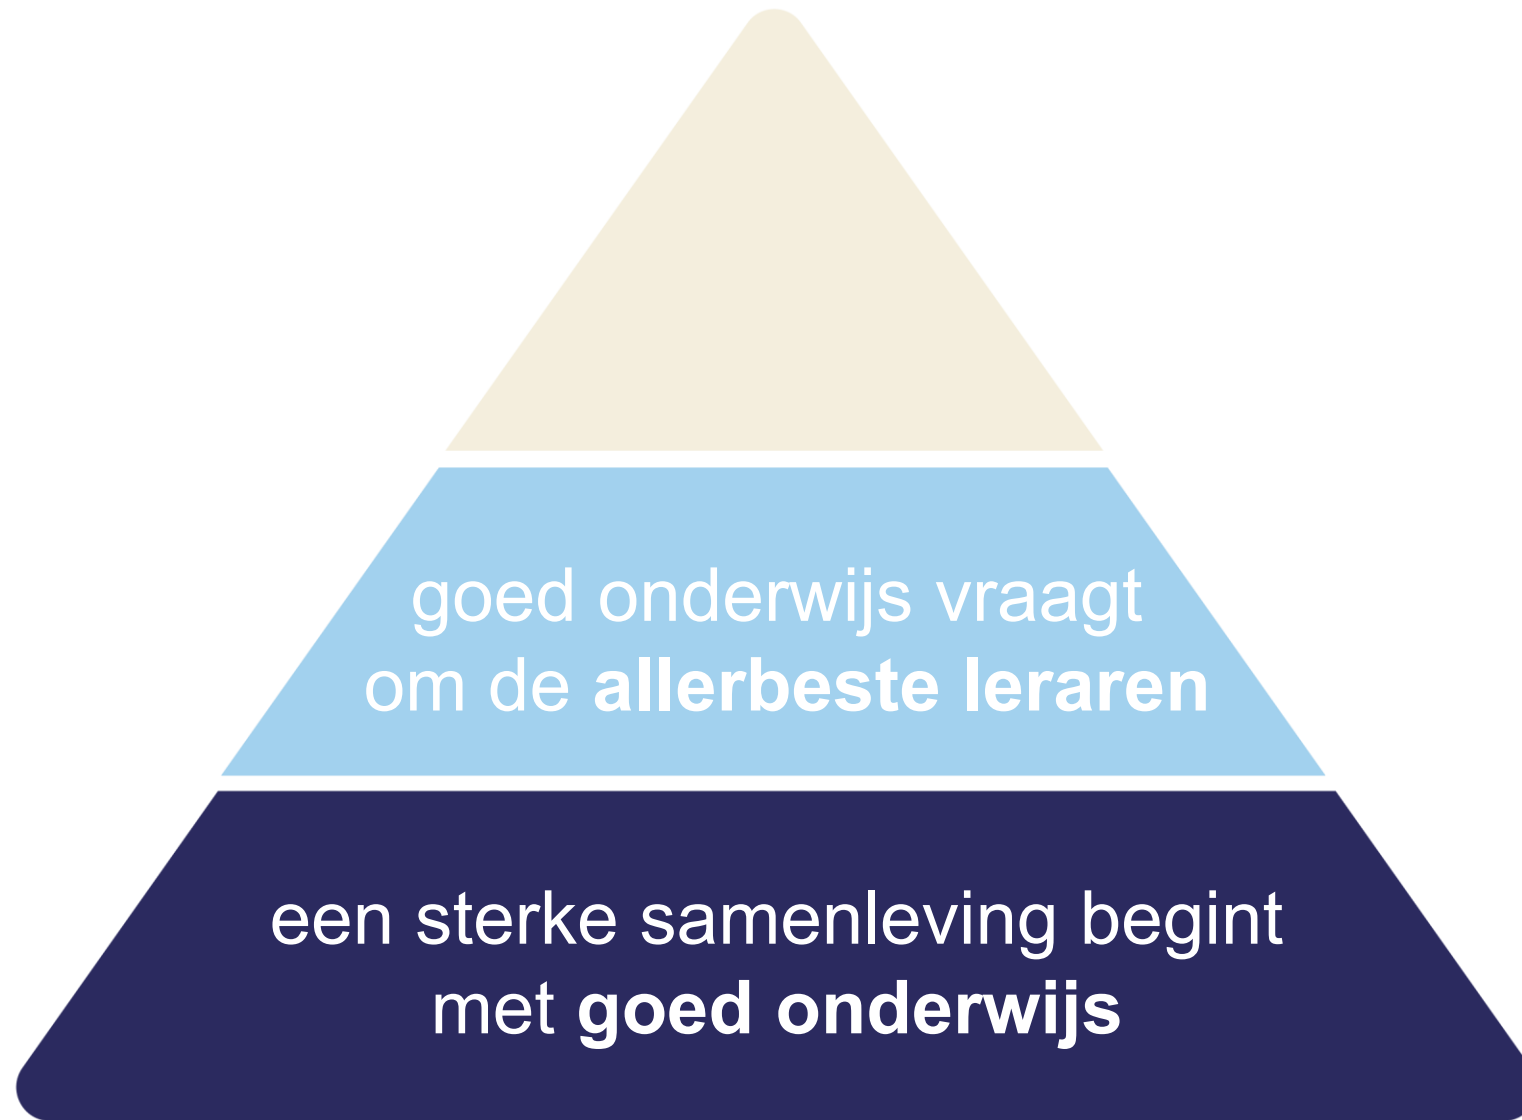 goed onderwijs vraagt
om de allerbeste leraren
een sterke samenleving begint
met goed onderwijs